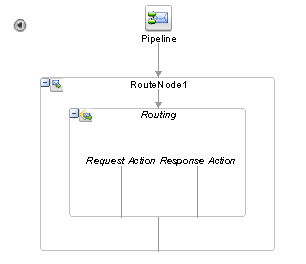 Pipeline
RouteNode1
Routing
Request Action Response Action